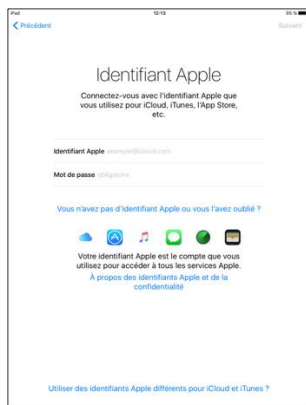 iPad 12:13 95 %
Précédent Suivant
Identifiant Apple
Connectez-vous avec l'identifiant Apple que
vous utilisez pour iCloud, iTunes, l'App Store,
etc.
Identifiant Apple exemple@icloud.com
Mot de passe obligatoire
Vous n'avez pas d'identifiant Apple ou vous l'avez oublié ?
Votre identifiant Apple est le compte que vous
utilisez pour accéder à tous les services Apple.
À propos des identifiants Apple et de la
confidentialité
Utiliser des identifiants Apple différents pour iCloud et iTunes ?